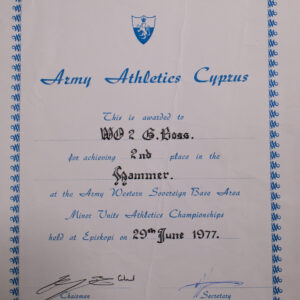 Army Athletics Cyprus
This is awarded to
WO 2 G. Boss.
for achieving 2nd place in the
Hammer.
at the Army Western Sovereign Base Area
Minor Units Athletics Championships
held at Episkopi on 29th June 1977.
Chairman Secretary